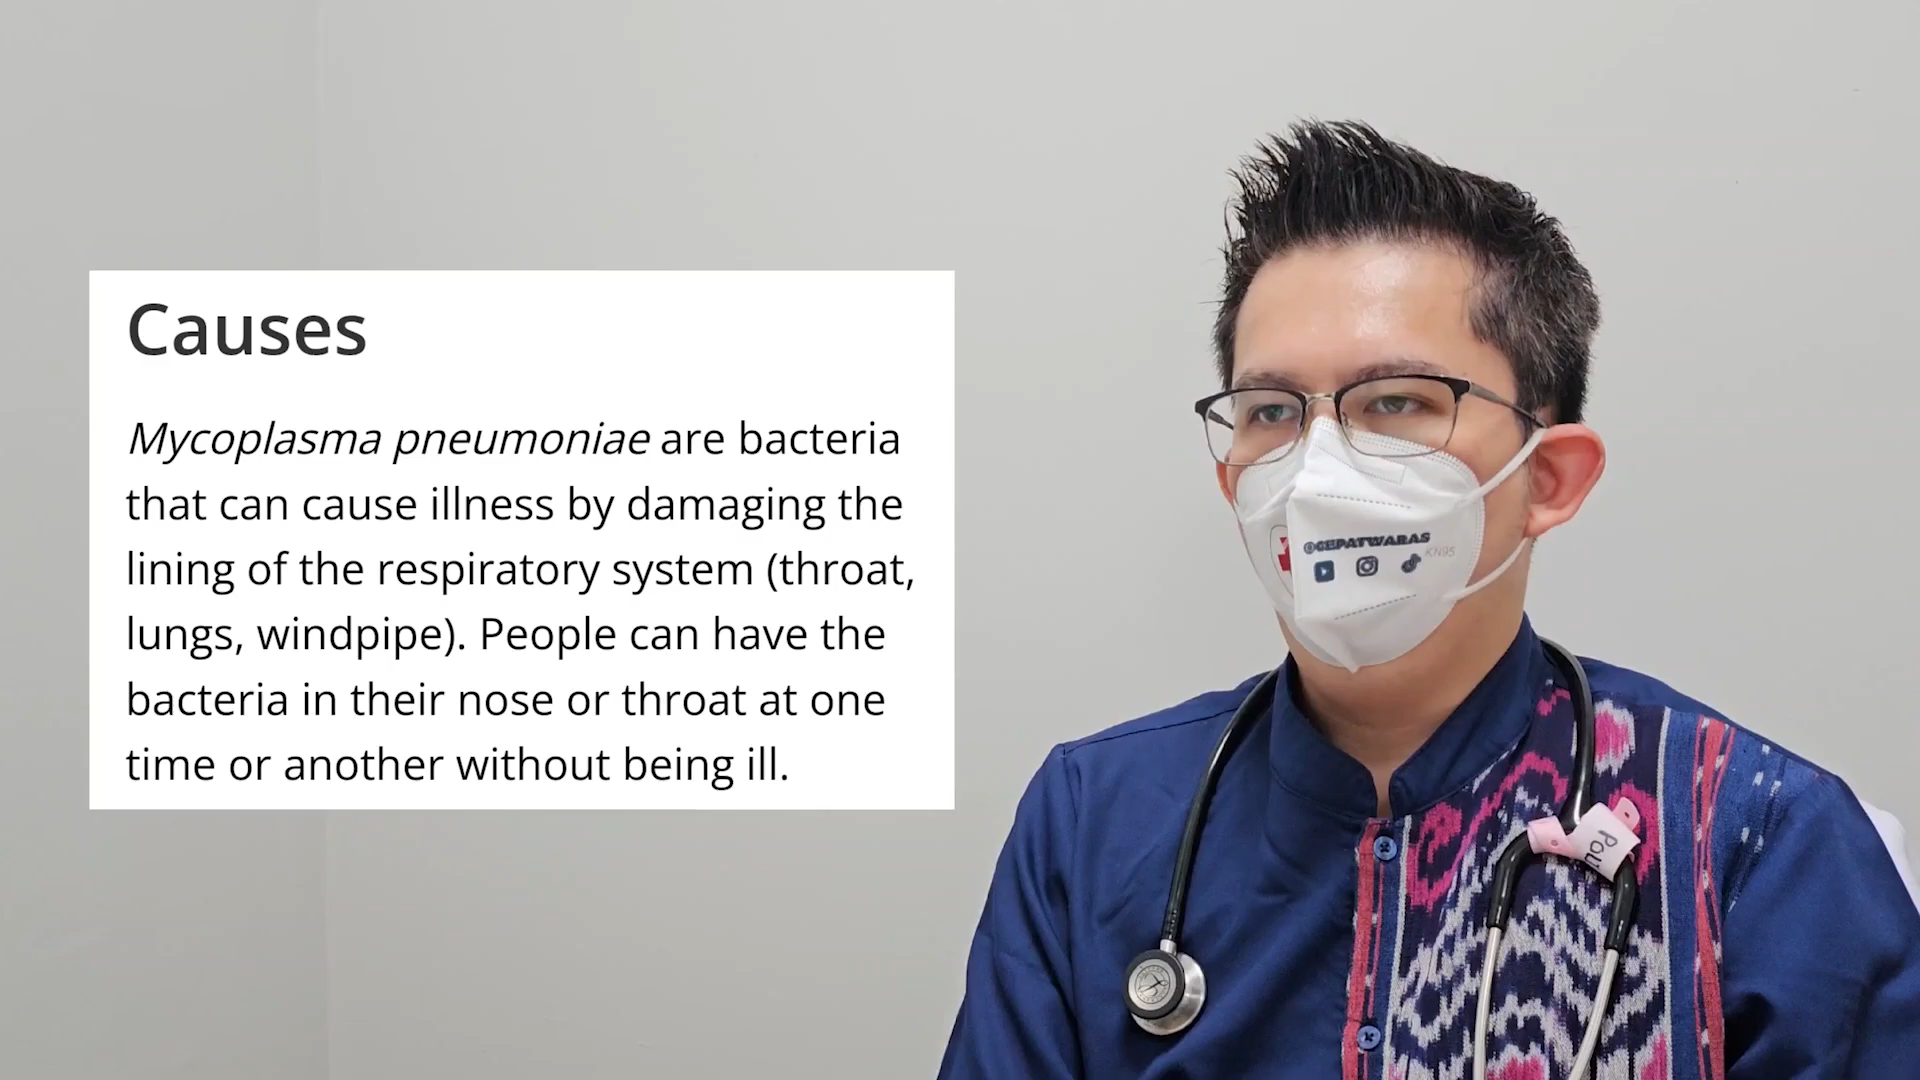 Causes
Mycoplasma pneumoniae are bacteria
that can cause illness by damaging the
lining of the respiratory system (throat,
lungs, windpipe). People can have the
bacteria in their nose or throat at one
time or another without being ill.
@CEPATWARAS
KN95